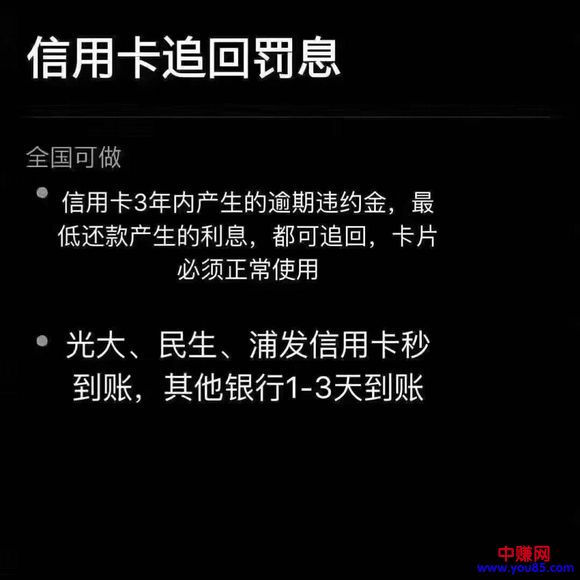 信用卡追回罚息
全国可做
信用卡3年内产生的逾期违约金，最
低还款产生的利息，都可追回，卡片
必须正常使用
光大、民生、浦发信用卡秒
到账，其他银行1-3天到账
中赚网
www.you85.com